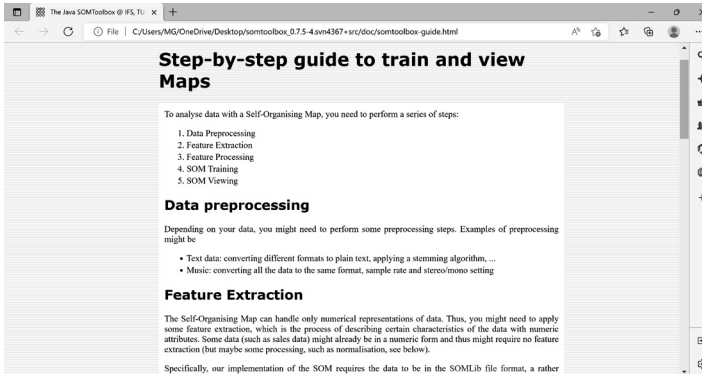 The Java SOMToolbox @ IFS, TU
File
C:/Users/MG/OneDrive/Desktop/somtoolbox_0.7.5-4.svn4367+src/doc/somtoolbox-guide.html
Step-by-step guide to train and view
Maps
To analyse data with a Self-Organising Map, you need to perform a series of steps:
1. Data Preprocessing
2. Feature Extraction
3. Feature Processing
4. SOM Training
5. SOM Viewing
Data preprocessing
Depending on your data, you might need to perform some preprocessing steps. Examples of preprocessing
might be
• Text data: converting different formats to plain text, applying a stemming algorithm, ...
• Music: converting all the data to the same format, sample rate and stereo/mono setting
Feature Extraction
The Self-Organising Map can handle only numerical representations of data. Thus, you might need to apply
some feature extraction, which is the process of describing certain characteristics of the data with numeric
attributes. Some data (such as sales data) might already be in a numeric form and thus might require no feature
extraction (but maybe some processing, such as normalisation, see below).
Specifically, our implementation of the SOM requires the data to be in the SOMLib file format, a rather